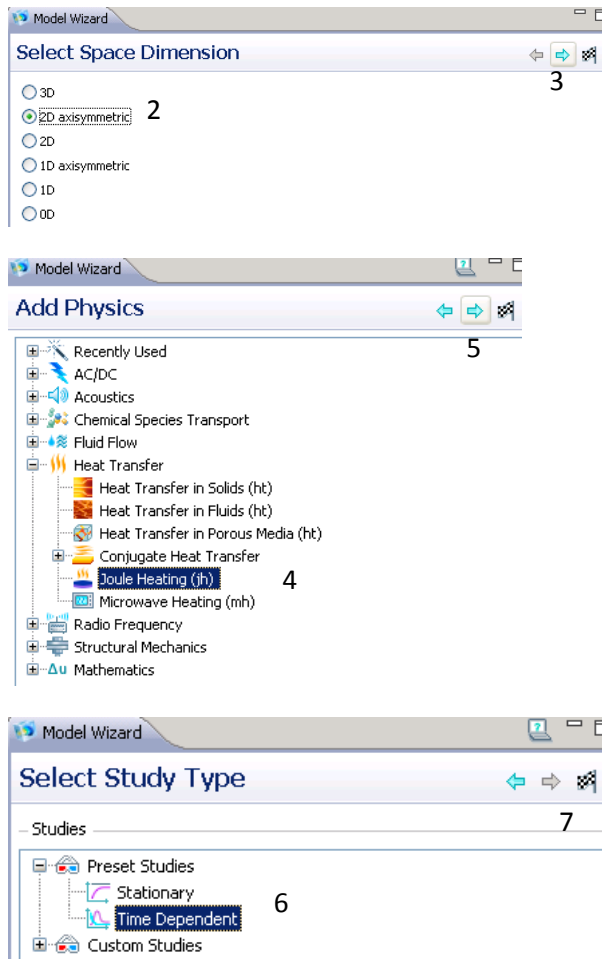 Model Wizard
Select Space Dimension
3
3D
2D axisymmetric 2
2D
1D axisymmetric
1D
0D
Model Wizard
Add Physics
5
Recently Used
AC/DC
Acoustics
Chemical Species Transport
Fluid Flow
Heat Transfer
Heat Transfer in Solids (ht)
Heat Transfer in Fluids (ht)
Heat Transfer in Porous Media (ht)
Conjugate Heat Transfer
Joule Heating (jh) 4
Microwave Heating (mh)
Radio Frequency
Structural Mechanics
Δu Mathematics
Model Wizard
Select Study Type
7
Studies
Preset Studies
Stationary
6
Time Dependent
Custom Studies